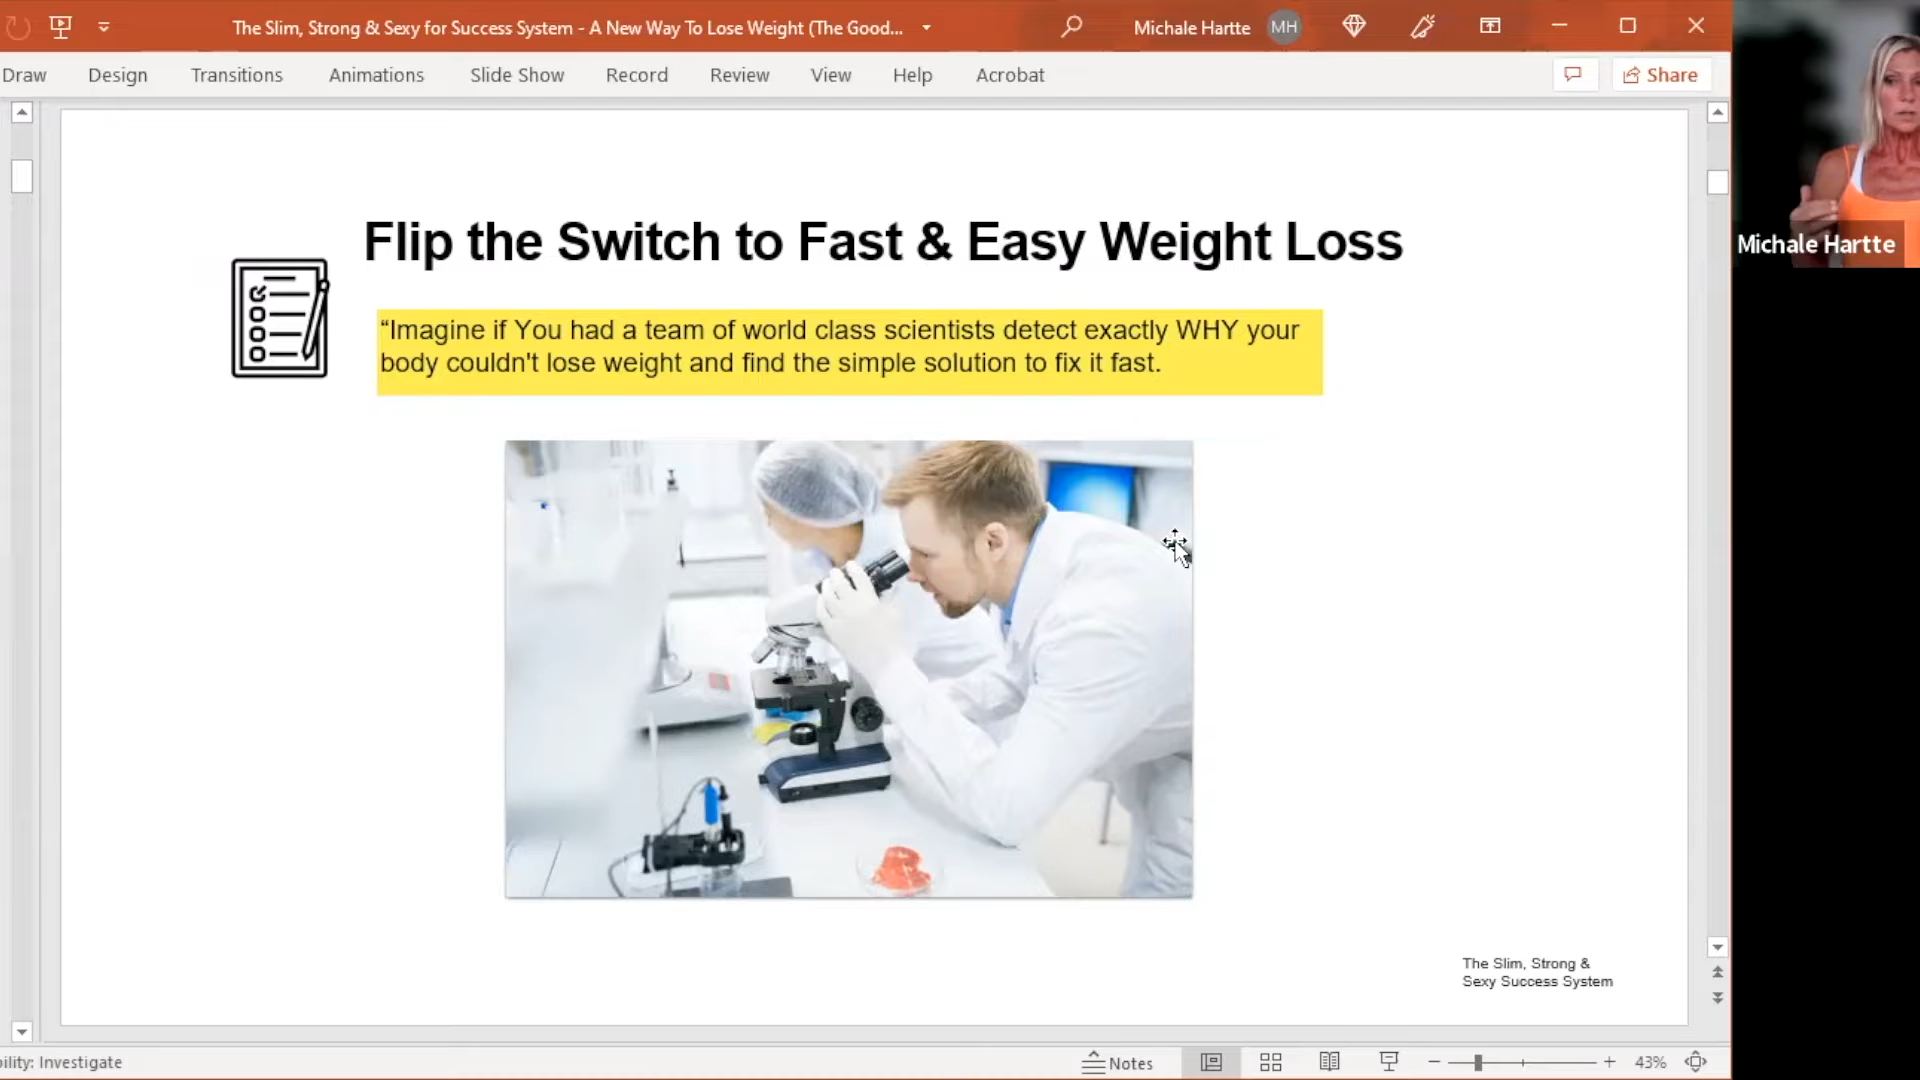 The Slim, Strong & Sexy for Success System - A New Way To Lose Weight (The Good...
Michale Hartte
MH
Draw
Design
Transitions
Animations
Slide Show
Record
Review
View
Help
Acrobat
Share
Flip the Switch to Fast & Easy Weight Loss
“Imagine if You had a team of world class scientists detect exactly WHY your
body couldn't lose weight and find the simple solution to fix it fast.
Michale Hartte
The Slim, Strong &
Sexy Success System
bility: Investigate
Notes
43%